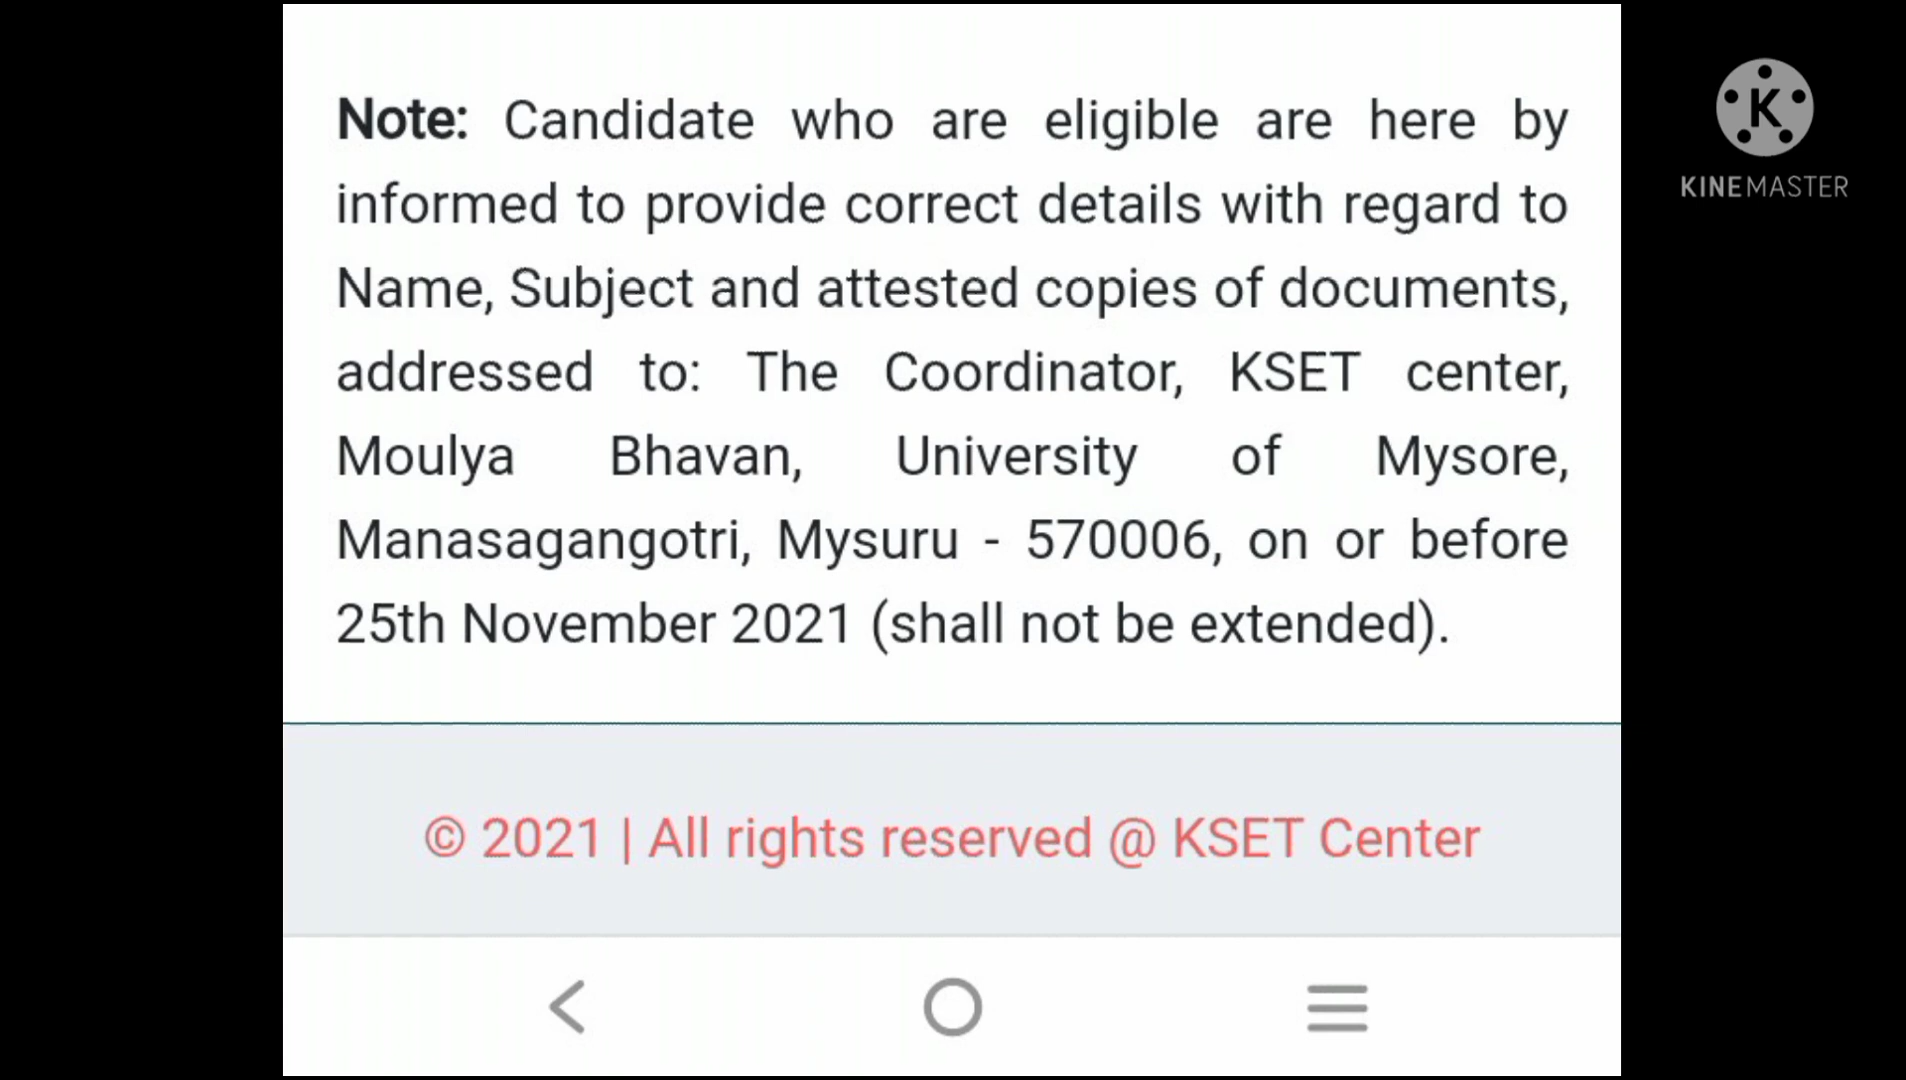 Note: Candidate who are eligible are here by
informed to provide correct details with regard to
Name, Subject and attested copies of documents,
addressed to: The Coordinator, KSET center,
Moulya Bhavan, University of Mysore,
Manasagangotri, Mysuru - 570006, on or before
25th November 2021 (shall not be extended).
© 2021 | All rights reserved @ KSET Center
K
KINEMASTER